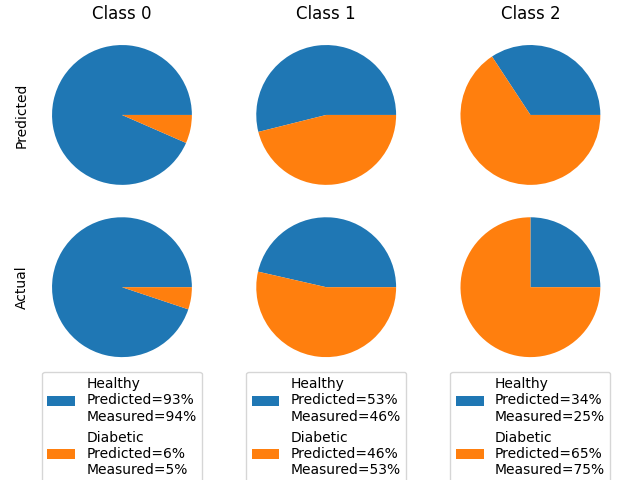 Class 0
Class 1
Class 2
Predicted
Actual
Healthy
Predicted=93%
Measured=94%
Diabetic
Predicted=6%
Measured=5%
Healthy
Predicted=53%
Measured=46%
Diabetic
Predicted=46%
Measured=53%
Healthy
Predicted=34%
Measured=25%
Diabetic
Predicted=65%
Measured=75%